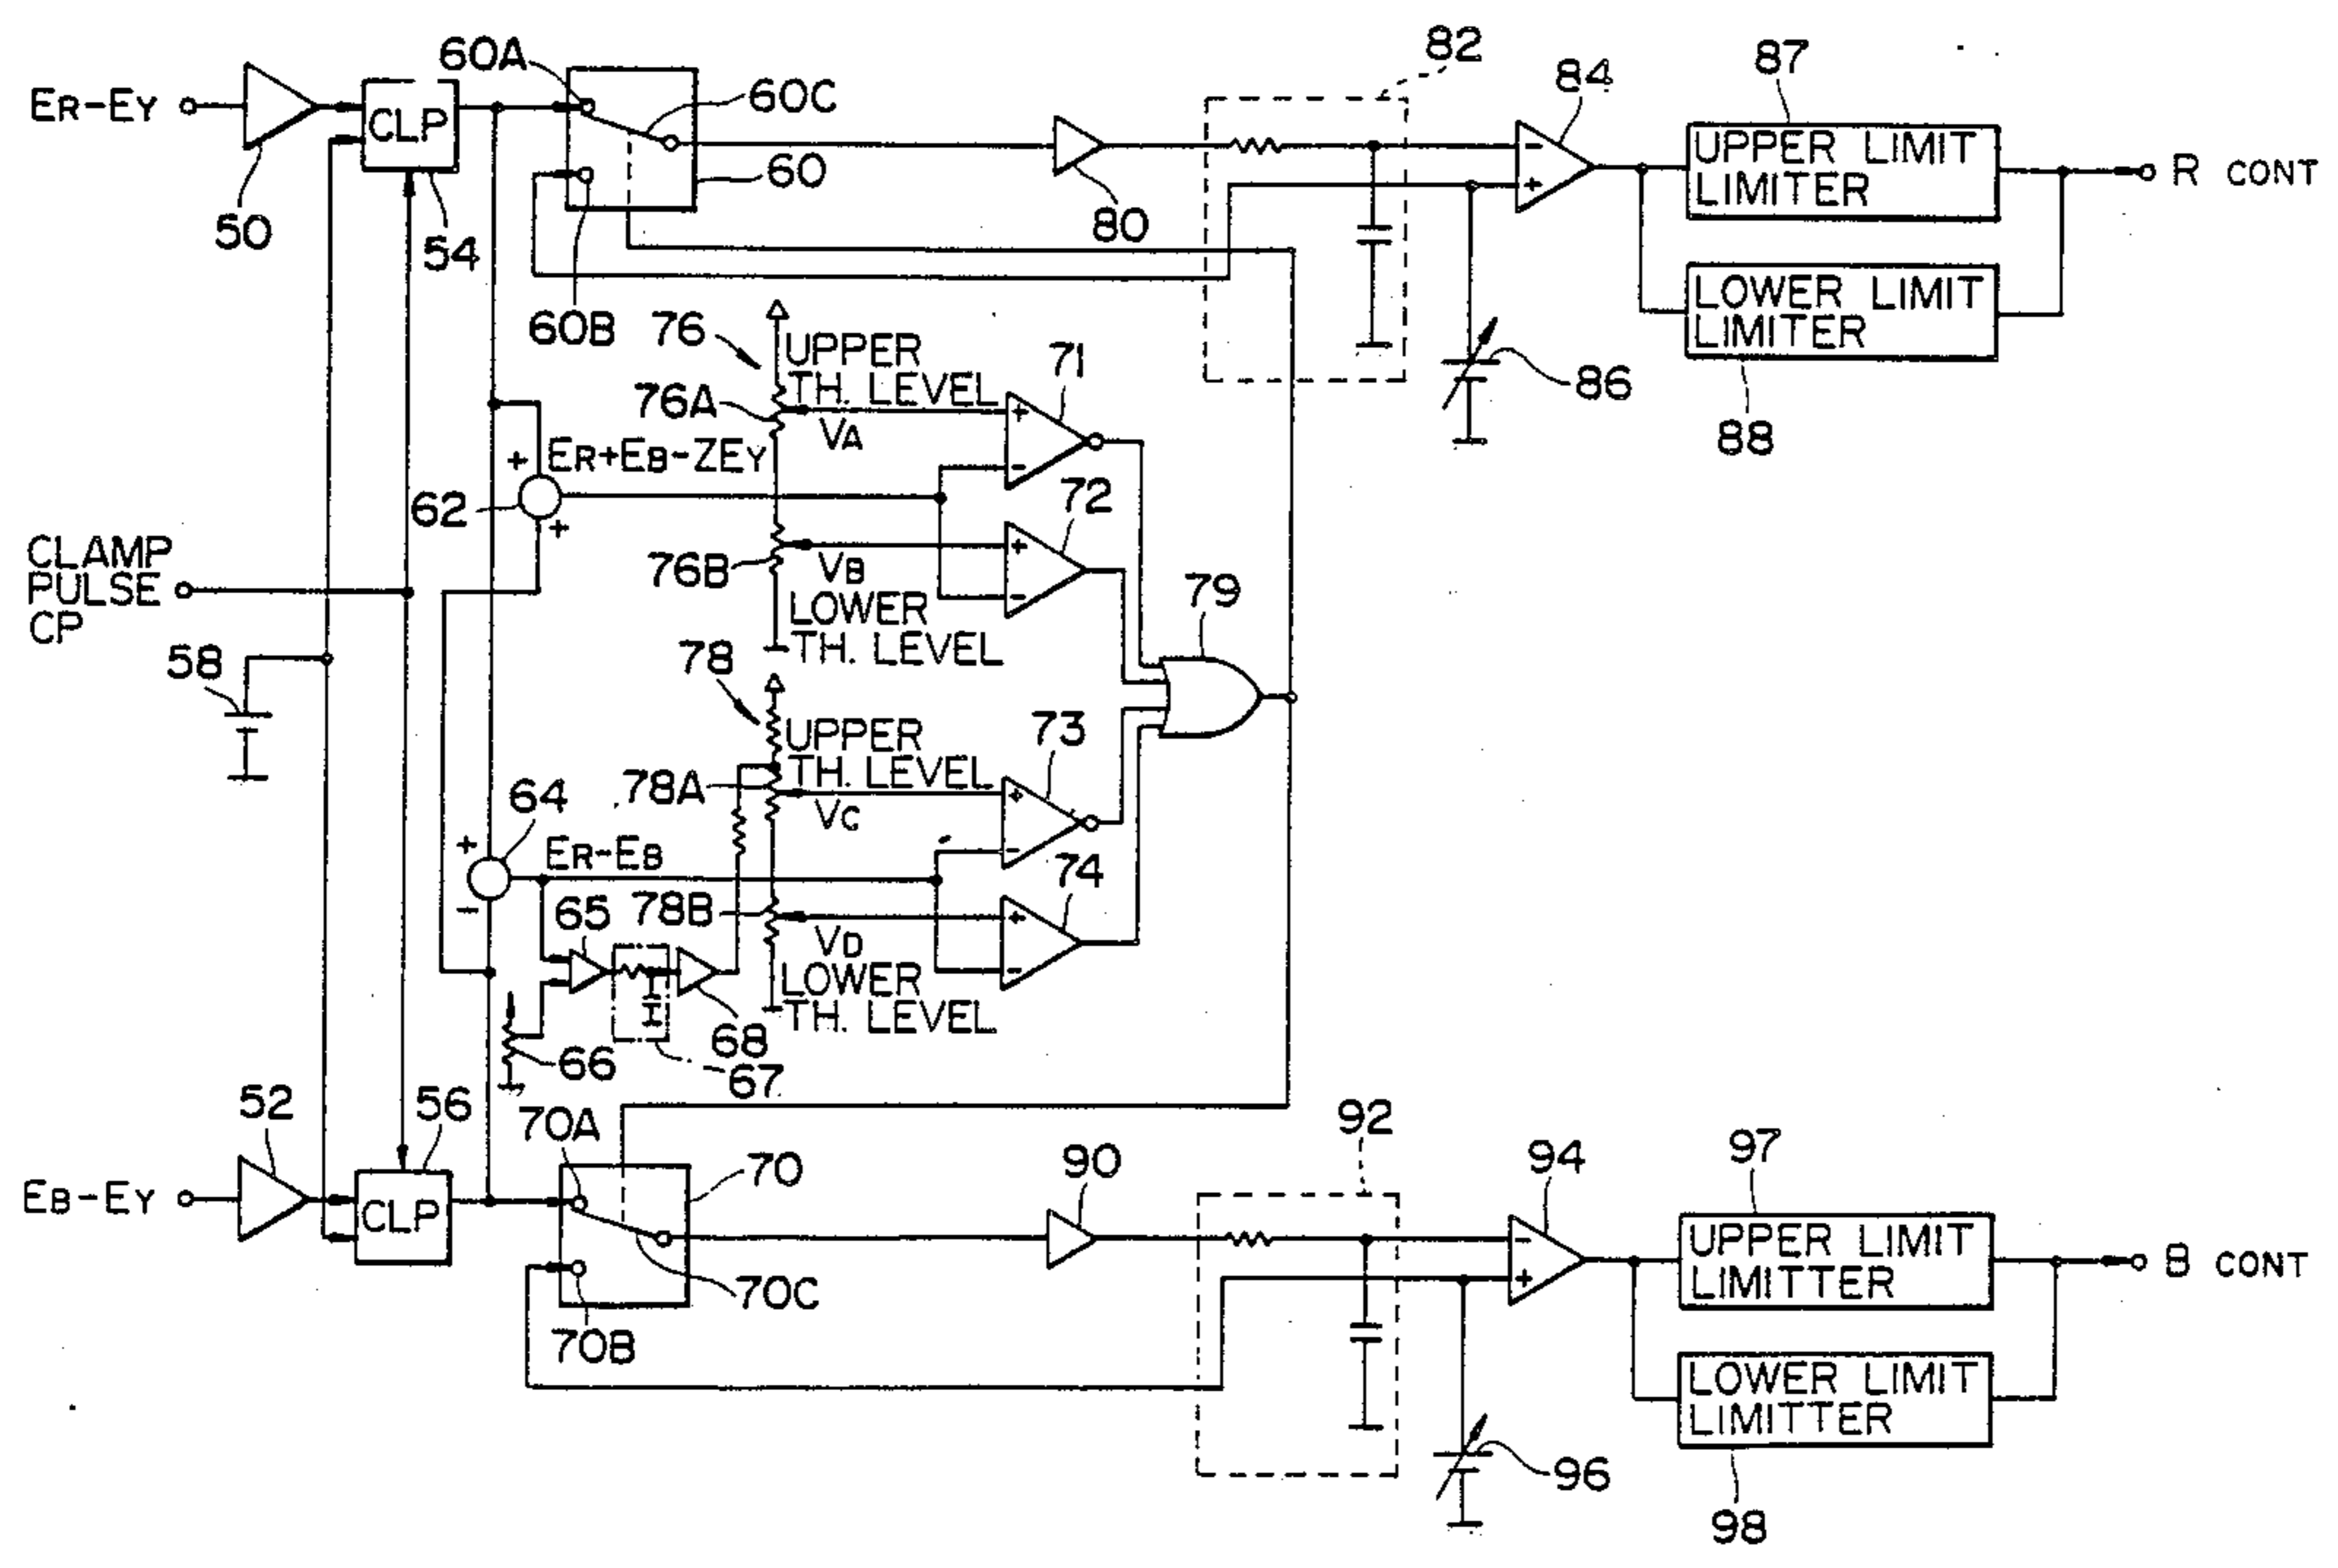 ER-EY
50
CLP
54
60A
60C
60
60B
80
82
84
-
+
86
87
UPPER LIMIT
LIMITER
R CONT
LOWER LIMIT
LIMITER
88
76
UPPER
TH. LEVEL
76A
VA
71
+
-
ER+EB-ZEY
+
62
+
72
+
-
76B
VB
LOWER
TH. LEVEL
CLAMP
PULSE
CP
58
79
78
UPPER
TH. LEVEL
78A
VC
73
+
-
64
+
-
ER-EB
65
78B
VD
74
+
-
LOWER
TH. LEVEL
66
67
68
EB-EY
52
CLP
56
70A
70
70C
70B
90
92
94
-
+
96
97
UPPER LIMIT
LIMITTER
B CONT
LOWER LIMIT
LIMITTER
98